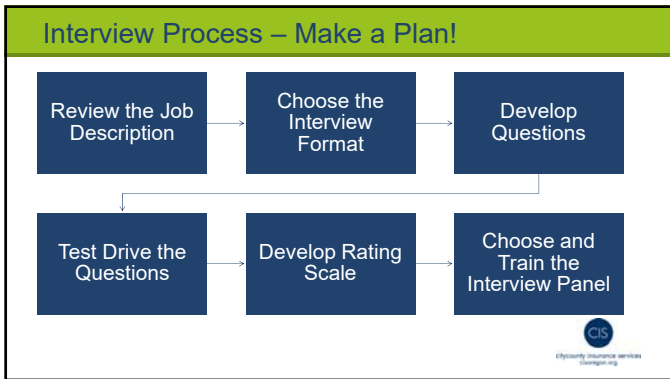 Interview Process – Make a Plan!
Review the Job
Description
Choose the
Interview
Format
Develop
Questions
Test Drive the
Questions
Develop Rating
Scale
Choose and
Train the
Interview Panel
CIS
citycounty insurance services
cisoregon.org